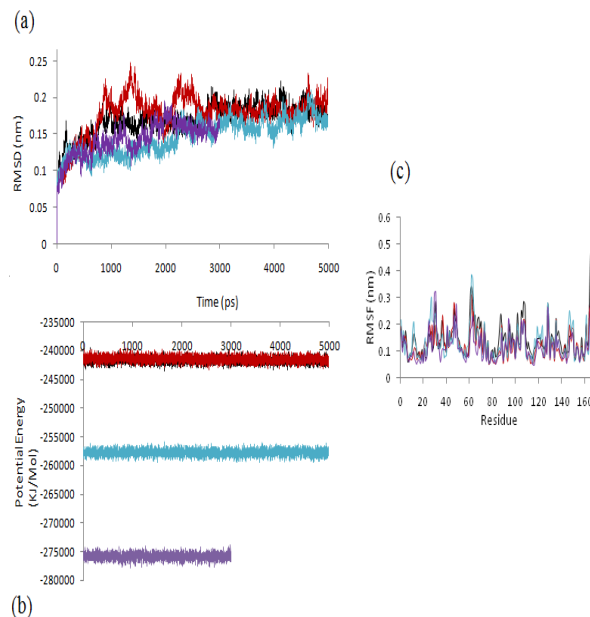 (a)
0.25
0.2
0.15
0.1
0.05
0
RMSD (nm)
0 1000 2000 3000 4000 5000
Time (ps)
(c)
0.6
0.5
0.4
0.3
0.2
0.1
0
RMSF (nm)
0 20 40 60 80 100 120 140 160
Residue
-235000
0 1000 2000 3000 4000 5000
-240000
-245000
-250000
-255000
-260000
-265000
-270000
-275000
-280000
Potential Energy
(KJ/Mol)
(b)